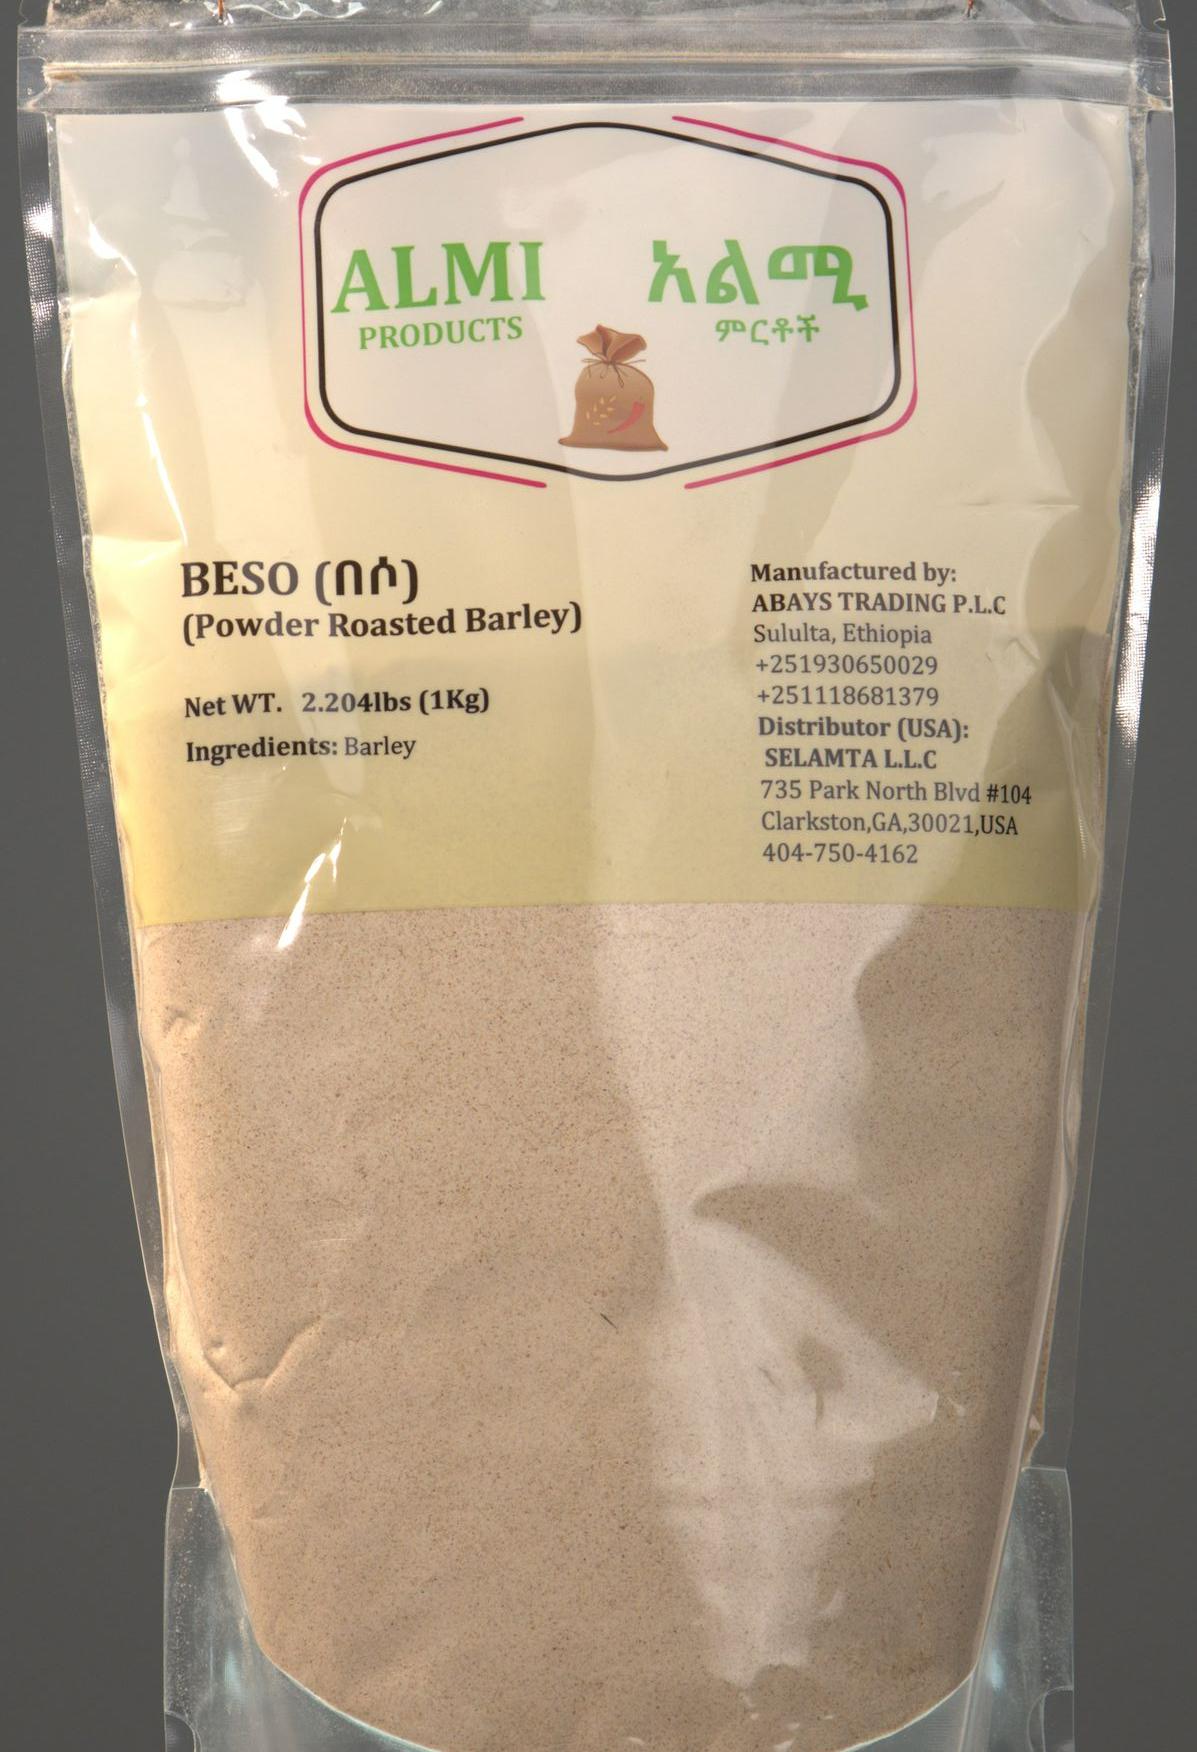 ALMI
PRODUCTS
አልሚ
ምርቶች
BESO (በሶ)
(Powder Roasted Barley)
Net WT. 2.204lbs (1Kg)
Ingredients: Barley
Manufactured by:
ABAYS TRADING P.L.C
Sululta, Ethiopia
+251930650029
+251118681379
Distributor (USA):
SELAMTA L.L.C
735 Park North Blvd #104
Clarkston,GA,30021,USA
404-750-4162